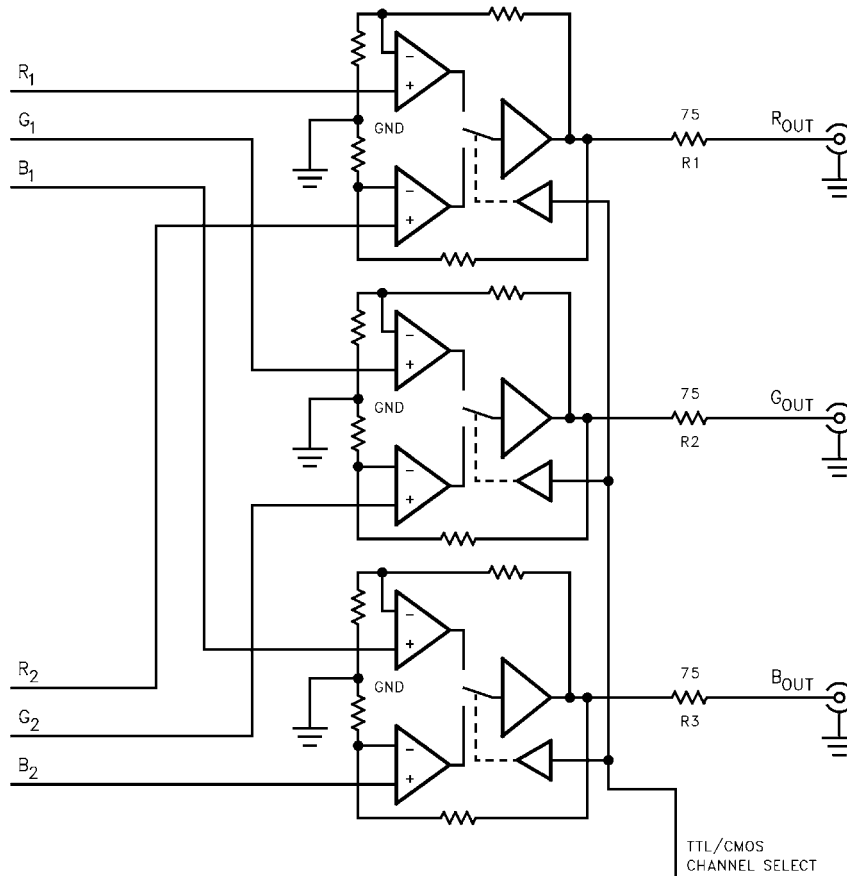 R1
G1
B1
GND
75
R1
ROUT
GND
75
R2
GOUT
R2
G2
B2
GND
75
R3
BOUT
TTL/CMOS
CHANNEL SELECT